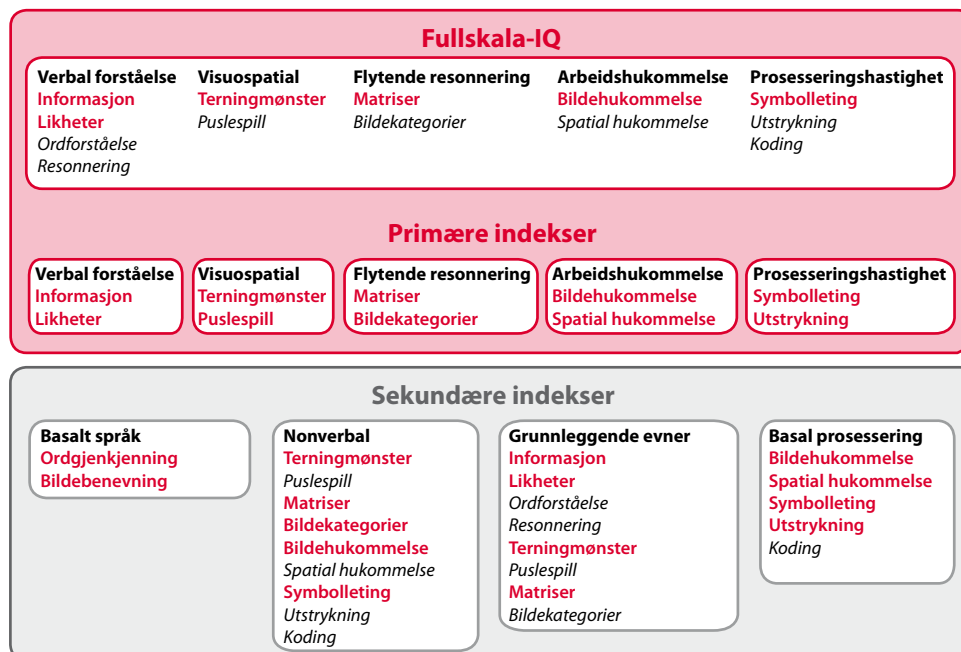 Fullskala-IQ
Verbal forståelse
Informasjon
Likheter
Ordforståelse
Resonnering
Visuospatial
Terningmønster
Puslespill
Flytende resonnering
Matriser
Bildekategorier
Arbeidshukommelse
Bildehukommelse
Spatial hukommelse
Prosesseringshastighet
Symbolleting
Utstrykning
Koding
Primære indekser
Verbal forståelse
Informasjon
Likheter
Visuospatial
Terningmønster
Puslespill
Flytende resonnering
Matriser
Bildekategorier
Arbeidshukommelse
Bildehukommelse
Spatial hukommelse
Prosesseringshastighet
Symbolleting
Utstrykning
Sekundære indekser
Basalt språk
Ordgjenkjenning
Bildebenevning
Nonverbal
Terningmønster
Puslespill
Matriser
Bildekategorier
Bildehukommelse
Spatial hukommelse
Symbolleting
Utstrykning
Koding
Grunnleggende evner
Informasjon
Likheter
Ordforståelse
Resonnering
Terningmønster
Puslespill
Matriser
Bildekategorier
Basal prosessering
Bildehukommelse
Spatial hukommelse
Symbolleting
Utstrykning
Koding